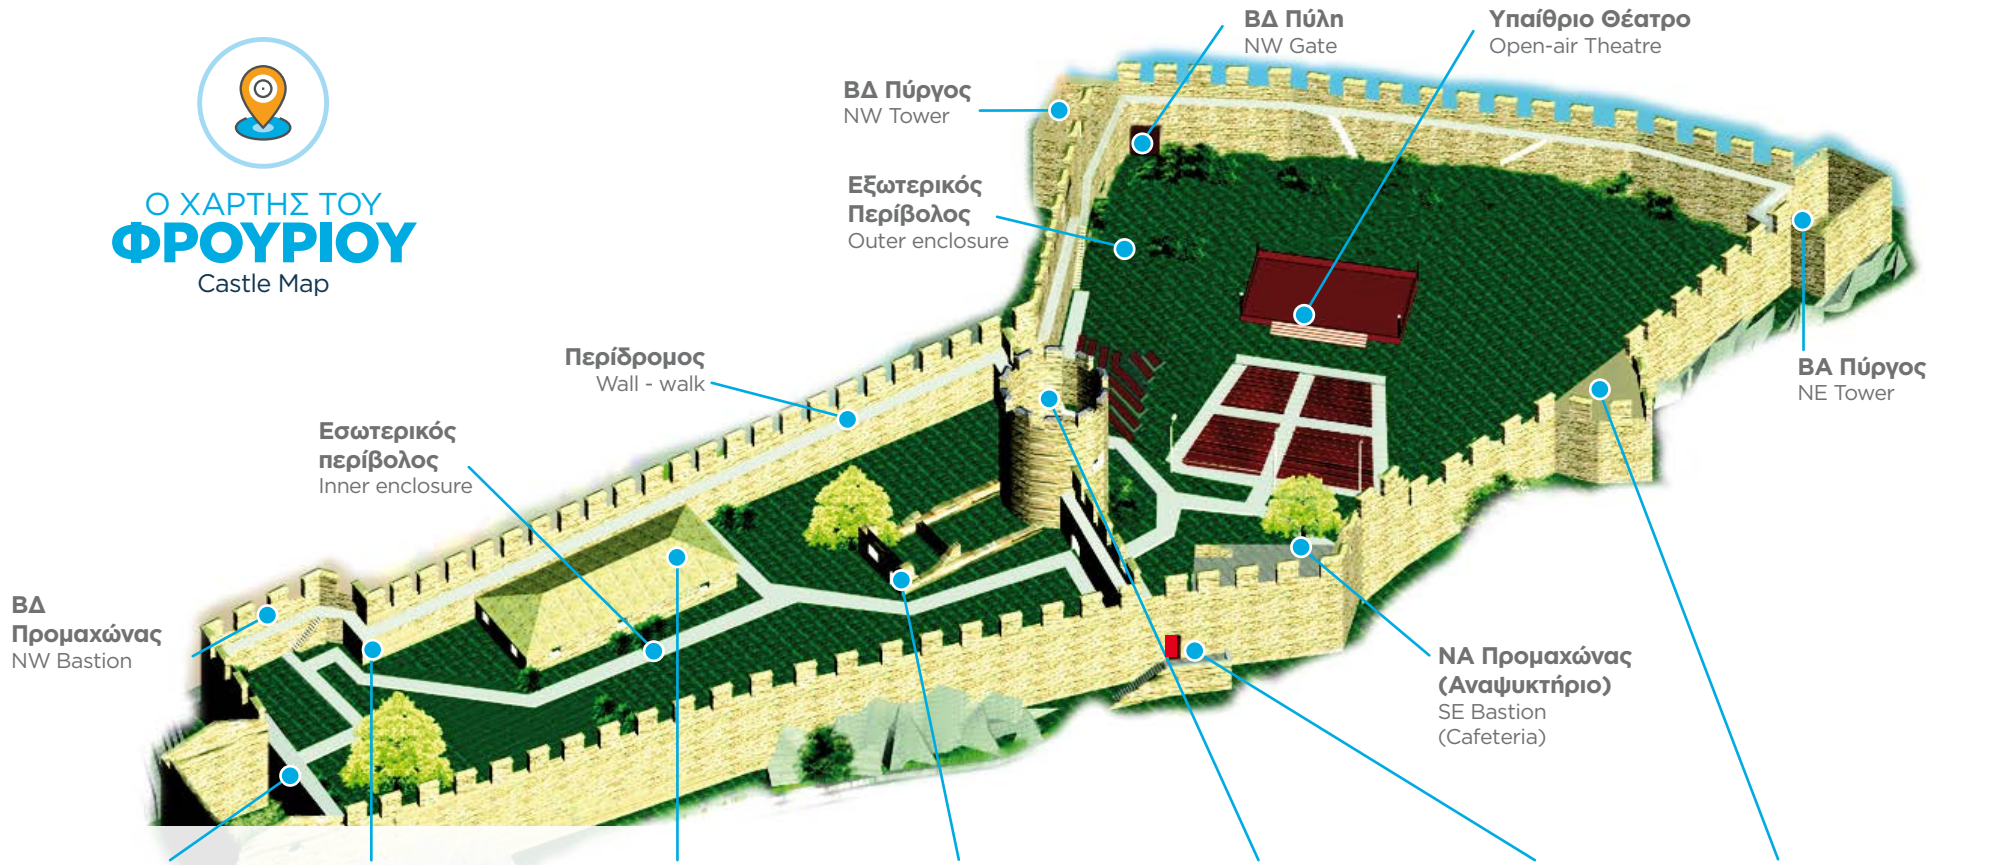 Ο ΧΑΡΤΗΣ ΤΟΥ
ΦΡΟΥΡΙΟΥ
Castle Map
ΒΔ Πύλη
NW Gate
Υπαίθριο Θέατρο
Open-air Theatre
ΒΔ Πύργος
NW Tower
Εξωτερικός
Περίβολος
Outer enclosure
Περίδρομος
Wall - walk
ΒΑ Πύργος
NE Tower
Εσωτερικός
περίβολος
Inner enclosure
ΒΔ
Προμαχώνας
NW Bastion
ΝΑ Προμαχώνας
(Αναψυκτήριο)
SE Bastion
(Cafeteria)